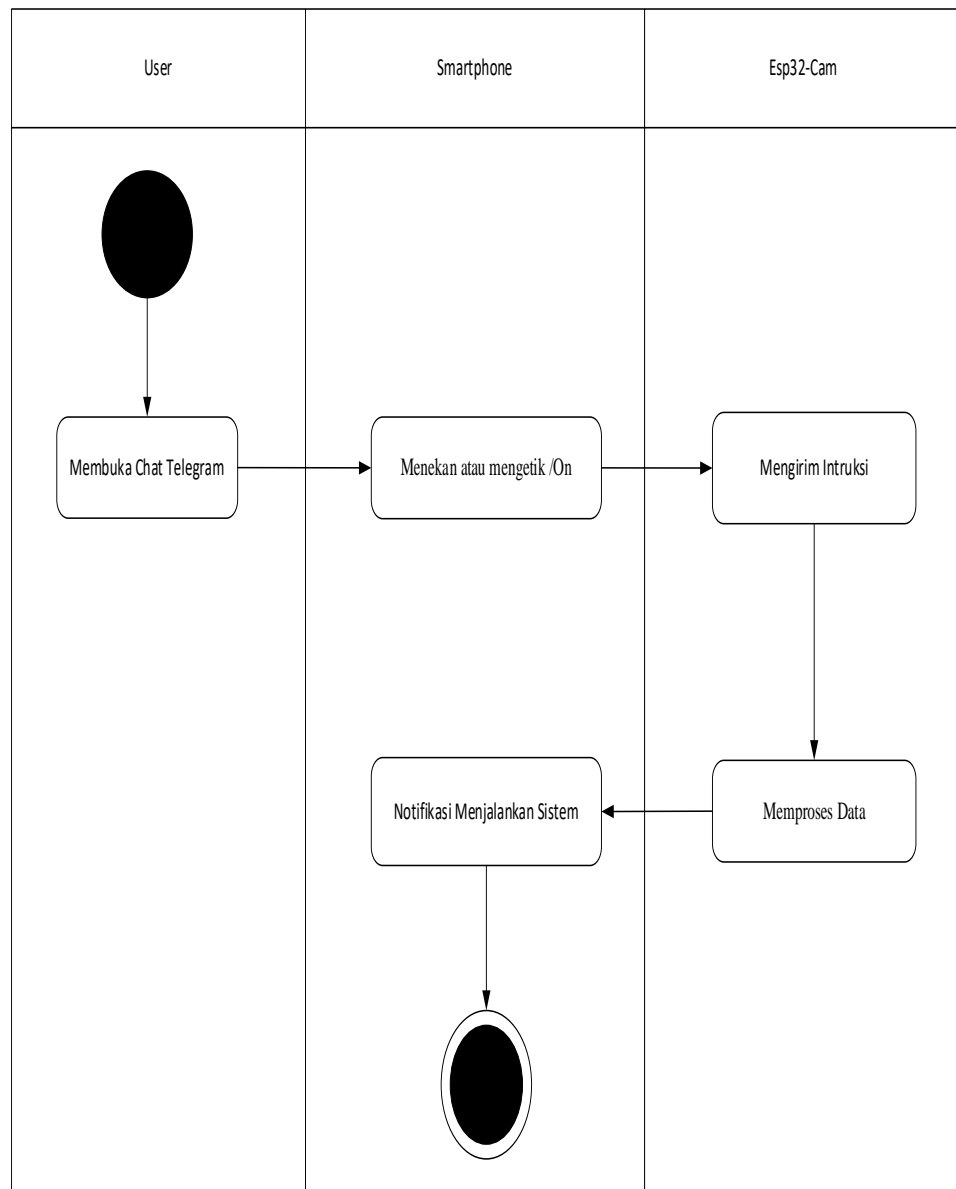 User
Smartphone
Esp32-Cam
Membuka Chat Telegram
Menekan atau mengetik /On
Mengirim Intruksi
Notifikasi Menjalankan Sistem
Memproses Data